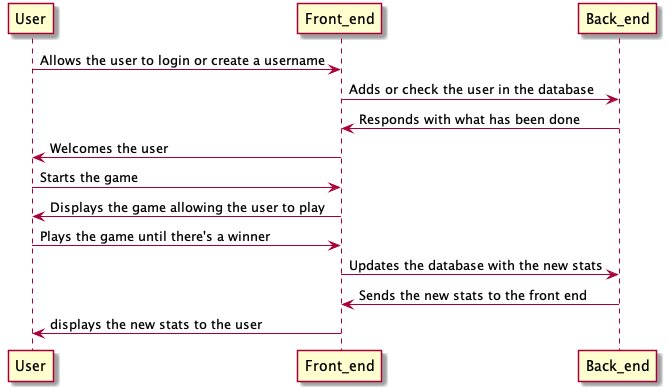 User Front_end Back_end
Allows the user to login or create a username
Adds or check the user in the database
Responds with what has been done
Welcomes the user
Starts the game
Displays the game allowing the user to play
Plays the game until there's a winner
Updates the database with the new stats
Sends the new stats to the front end
displays the new stats to the user
User Front_end Back_end